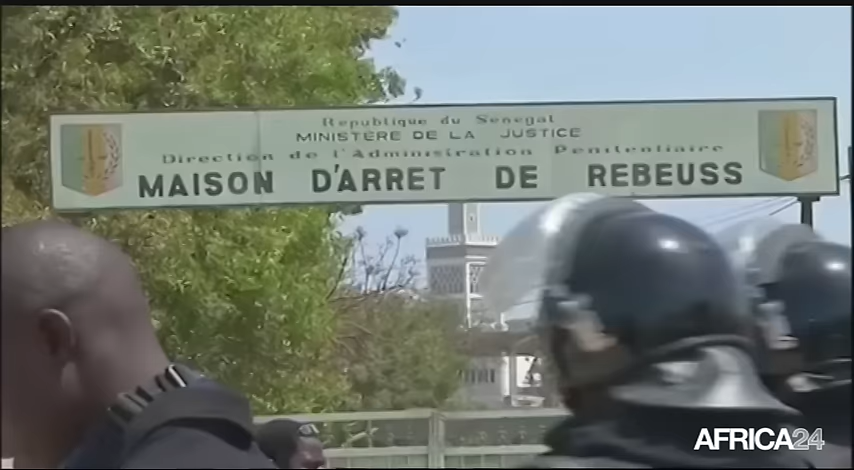 Republique du Senegal
MINISTERE DE LA JUSTICE
Direction de l'Administration Penitentiaire
MAISON D'ARRET DE REBEUSS
AFRICA24